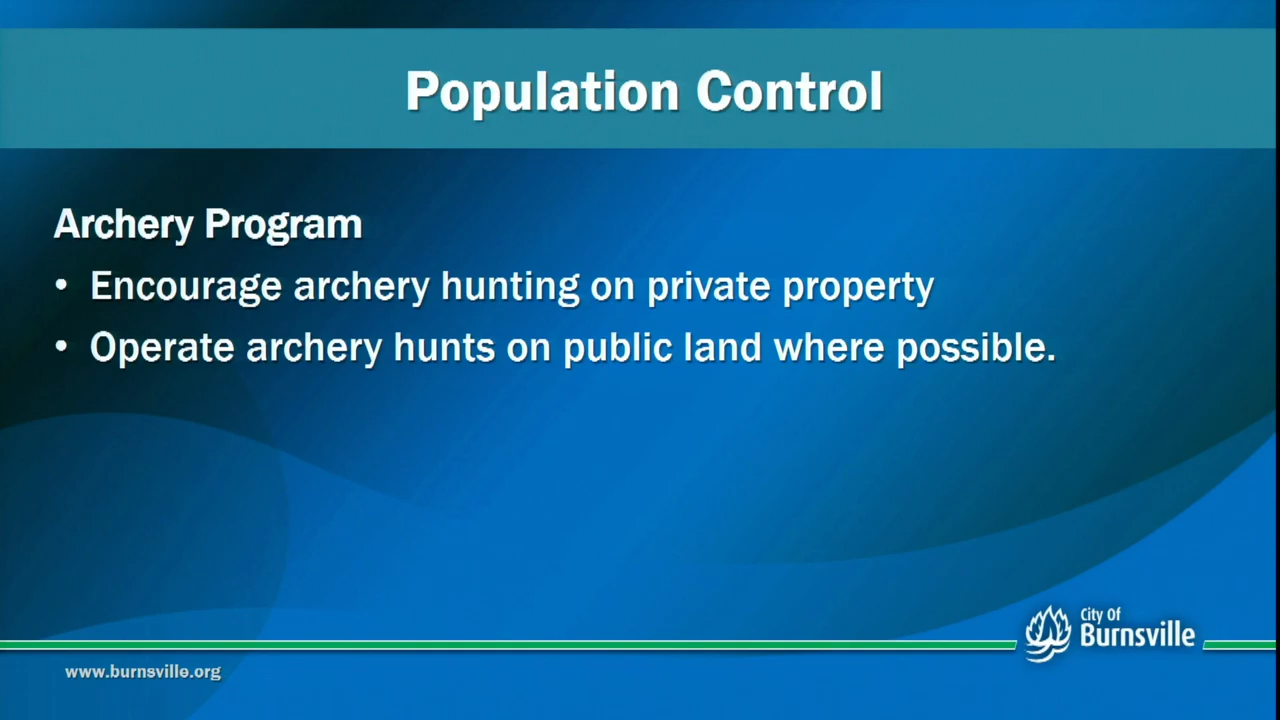 Population Control
Archery Program
• Encourage archery hunting on private property
• Operate archery hunts on public land where possible.
City Of
Burnsville
www.burnsville.org